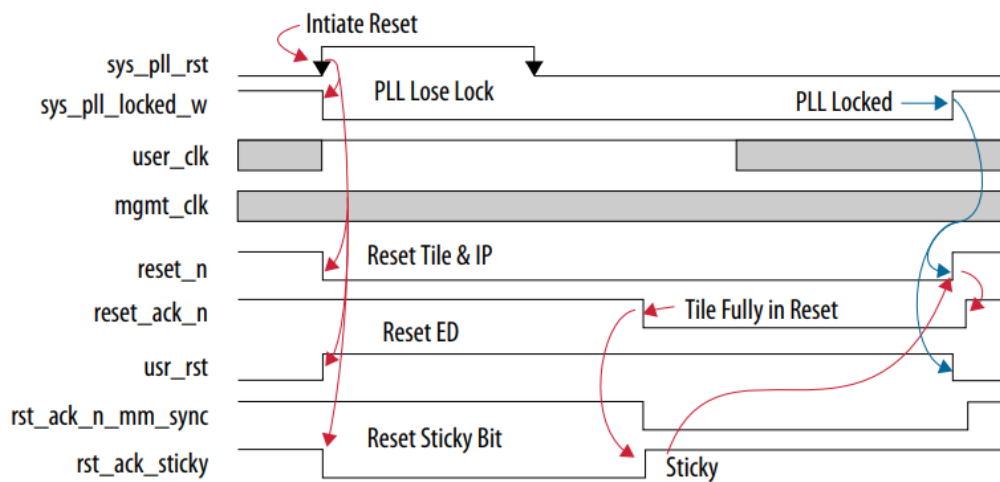 Intiate Reset
sys_pll_rst
PLL Lose Lock
PLL Locked
sys_pll_locked_w
user_clk
mgmt_clk
Reset Tile & IP
reset_n
reset_ack_n
Tile Fully in Reset
Reset ED
usr_rst
rst_ack_n_mm_sync
Reset Sticky Bit
rst_ack_sticky
Sticky